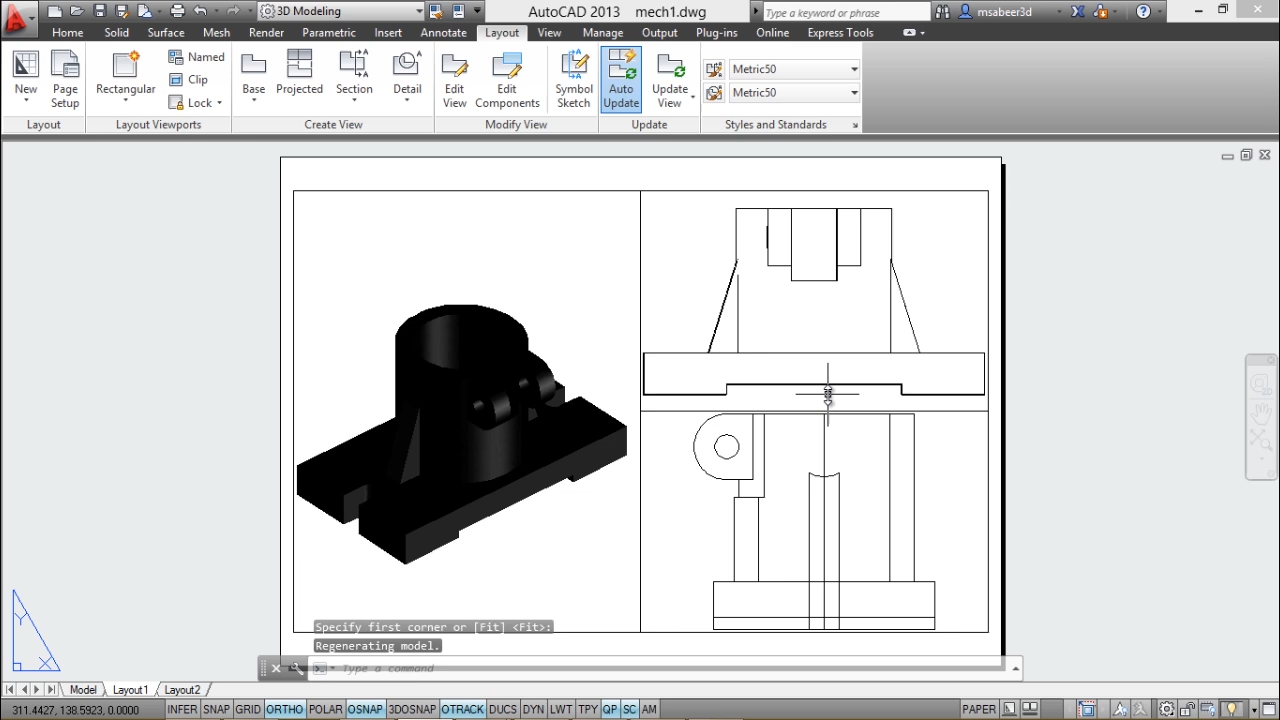 3D Modeling
AutoCAD 2013 mech1.dwg
Type a keyword or phrase
msabeer3d
Home Solid Surface Mesh Render Parametric Insert Annotate Layout View Manage Output Plug-ins Online Express Tools
New
Page Setup
Rectangular
Named
Clip
Lock
Base
Projected
Section
Detail
Edit View
Edit Components
Symbol Sketch
Auto Update
Update View
Metric50
Metric50
Layout Layout Viewports Create View Modify View Update Styles and Standards
Specify first corner or [Fit] <Fit>:
Regenerating model.
Type a command
Model Layout1 Layout2
311.4427, 138.5923, 0.0000 INFER SNAP GRID ORTHO POLAR OSNAP 3DOSNAP OTRACK DUCS DYN LWT TPY QP SC AM PAPER
Y
X